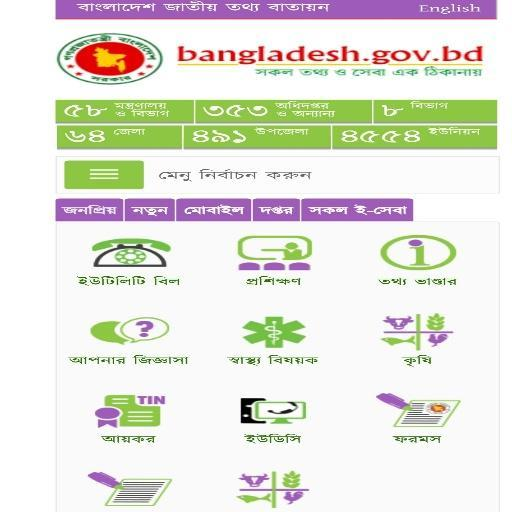 বাংলাদেশ জাতীয় তথ্য বাতায়ন English
গণপ্রজাতন্ত্রী বাংলাদেশ সরকার
bangladesh.gov.bd
সকল তথ্য ও সেবা এক ঠিকানায়
৫৮ মন্ত্রণালয় ও বিভাগ ৩৫৩ অধিদপ্তর ও অন্যান্য ৮ বিভাগ
৬৪ জেলা ৪৯১ উপজেলা ৪৫৫৪ ইউনিয়ন
মেনু নির্বাচন করুন
জনপ্রিয় নতুন মোবাইল দপ্তর সকল ই-সেবা
ইউটিলিটি বিল প্রশিক্ষণ তথ্য ভাণ্ডার
?
আপনার জিজ্ঞাসা স্বাস্থ্য বিষয়ক কৃষি
TIN
আয়কর ইউডিসি ফরমস